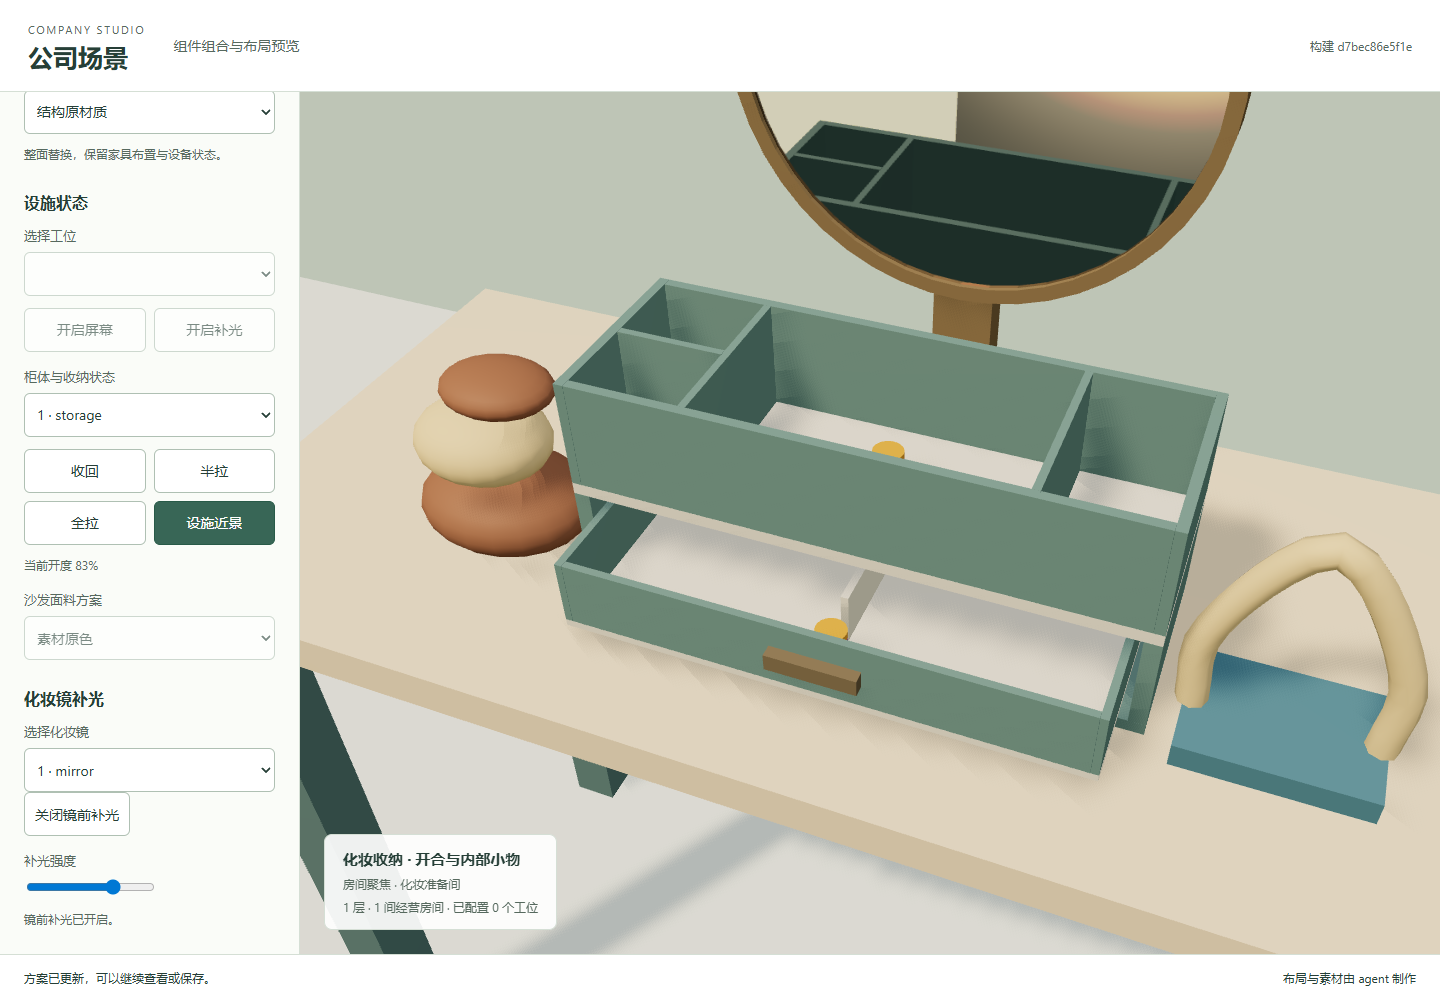 COMPANY STUDIO
公司场景
组件组合与布局预览
构建 d7bec86e5f1e
结构原材质
整面替换，保留家具布置与设备状态。
设施状态
选择工位
开启屏幕
开启补光
柜体与收纳状态
1 · storage
收回
半拉
全拉
设施近景
当前开度 83%
沙发面料方案
素材原色
化妆镜补光
选择化妆镜
1 · mirror
关闭镜前补光
补光强度
镜前补光已开启。
化妆收纳 · 开合与内部小物
房间聚焦 · 化妆准备间
1 层 · 1 间经营房间 · 已配置 0 个工位
方案已更新，可以继续查看或保存。
布局与素材由 agent 制作